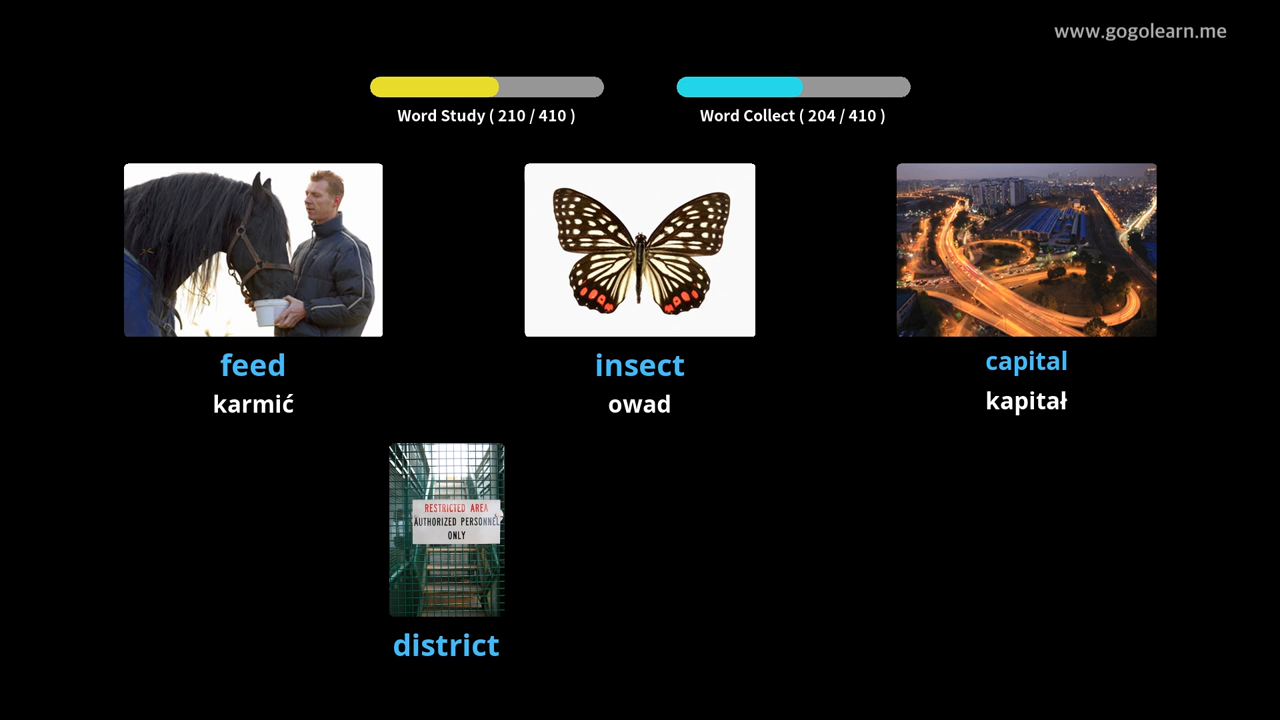 www.gogolearn.me
Word Study ( 210 / 410 )
Word Collect ( 204 / 410 )
feed
karmić
insect
owad
capital
kapitał
RESTRICTED AREA
AUTHORIZED PERSONNEL
ONLY
district